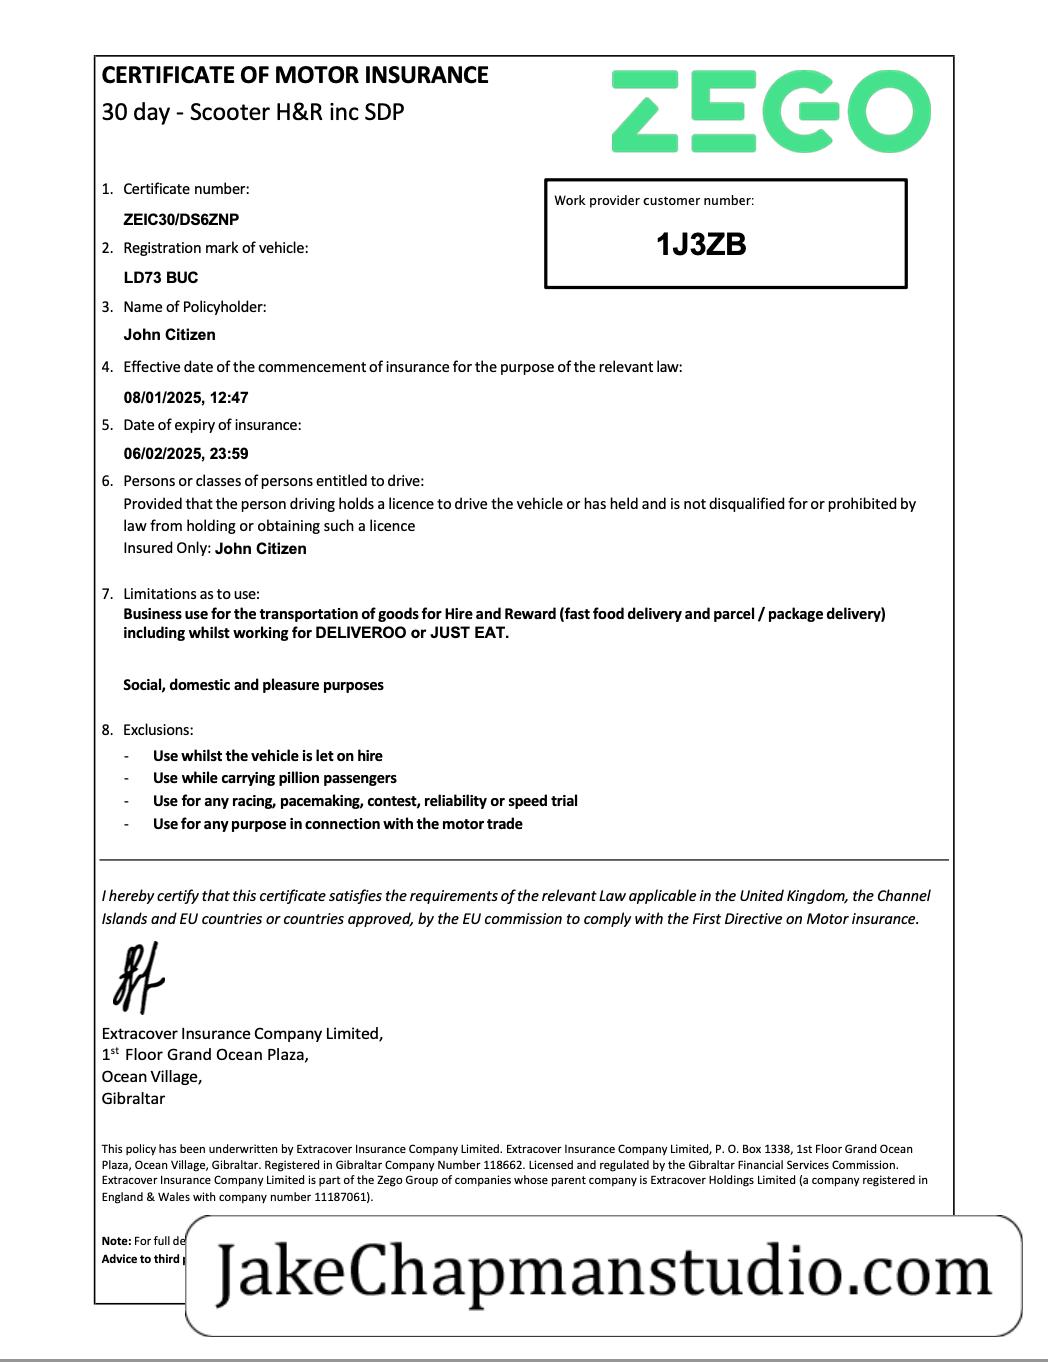 CERTIFICATE OF MOTOR INSURANCE
30 day - Scooter H&R inc SDP
ZEGO
1. Certificate number:
ZEIC30/DS6ZNP
Work provider customer number:
1J3ZB
2. Registration mark of vehicle:
LD73 BUC
3. Name of Policyholder:
John Citizen
4. Effective date of the commencement of insurance for the purpose of the relevant law:
08/01/2025, 12:47
5. Date of expiry of insurance:
06/02/2025, 23:59
6. Persons or classes of persons entitled to drive:
Provided that the person driving holds a licence to drive the vehicle or has held and is not disqualified for or prohibited by
law from holding or obtaining such a licence
Insured Only: John Citizen
7. Limitations as to use:
Business use for the transportation of goods for Hire and Reward (fast food delivery and parcel / package delivery)
including whilst working for DELIVEROO or JUST EAT.
Social, domestic and pleasure purposes
8. Exclusions:
- Use whilst the vehicle is let on hire
- Use while carrying pillion passengers
- Use for any racing, pacemaking, contest, reliability or speed trial
- Use for any purpose in connection with the motor trade
I hereby certify that this certificate satisfies the requirements of the relevant Law applicable in the United Kingdom, the Channel
Islands and EU countries or countries approved, by the EU commission to comply with the First Directive on Motor insurance.
Extracover Insurance Company Limited,
1st Floor Grand Ocean Plaza,
Ocean Village,
Gibraltar
This policy has been underwritten by Extracover Insurance Company Limited. Extracover Insurance Company Limited, P. O. Box 1338, 1st Floor Grand Ocean
Plaza, Ocean Village, Gibraltar. Registered in Gibraltar Company Number 118662. Licensed and regulated by the Gibraltar Financial Services Commission.
Extracover Insurance Company Limited is part of the Zego Group of companies whose parent company is Extracover Holdings Limited (a company registered in
England & Wales with company number 11187061).
Note: For full de
Advice to third
JakeChapmanstudio.com